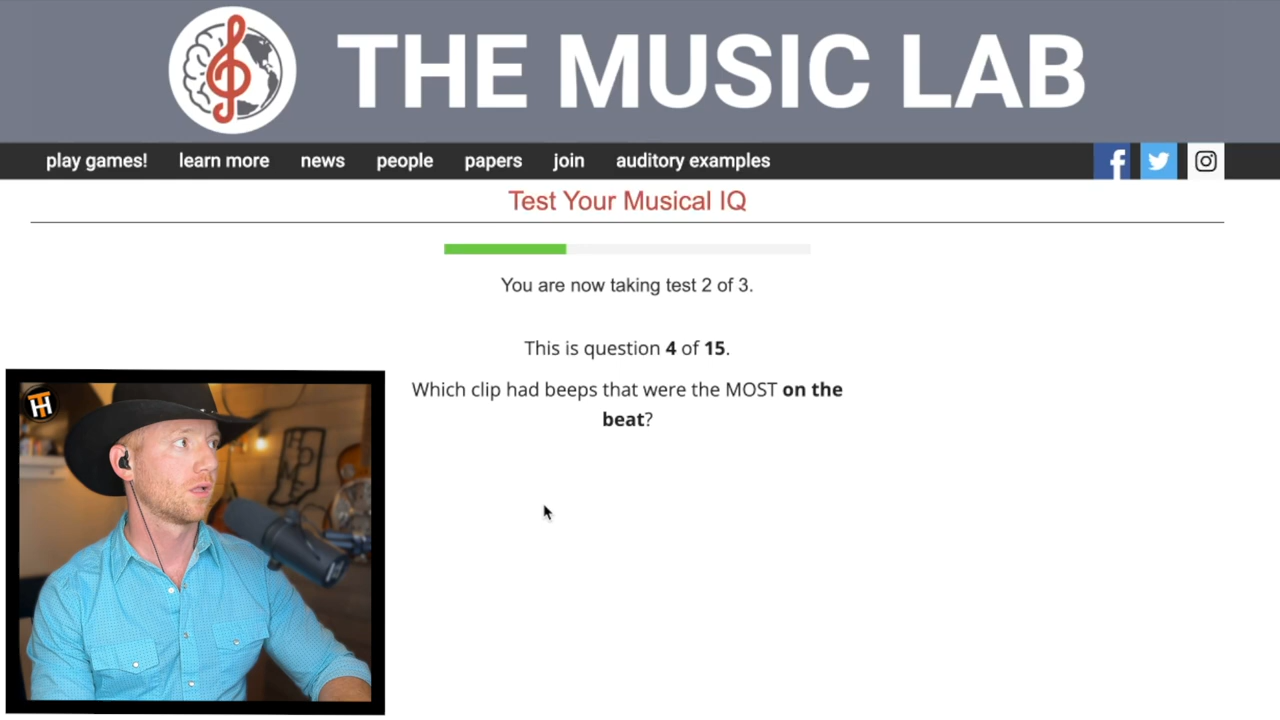 THE MUSIC LAB
play games! learn more news people papers join auditory examples
Test Your Musical IQ
You are now taking test 2 of 3.
This is question 4 of 15.
Which clip had beeps that were the MOST on the
beat?
TH